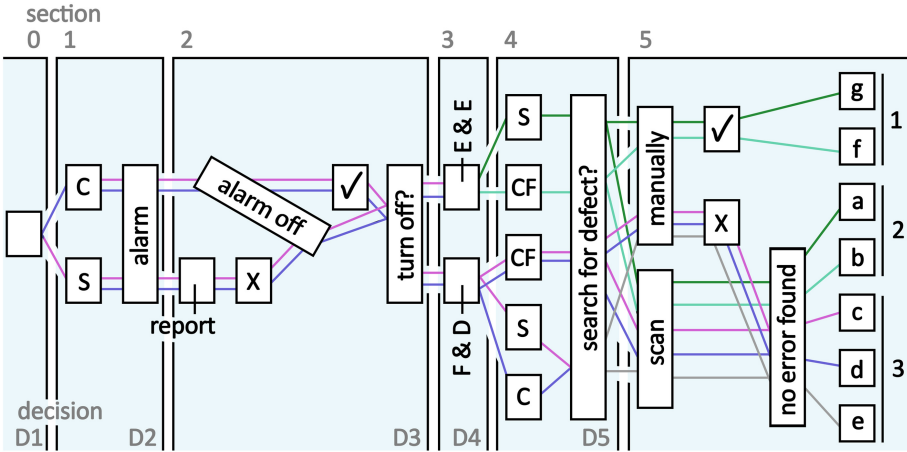 section
0 1 2 3 4 5
C
S
alarm
report
X
alarm off
✓
turn off?
E & E
F & D
S
CF
CF
S
C
search for defect?
manually
scan
✓
X
no error found
g
f
a
b
c
d
e
1
2
3
decision
D1 D2 D3 D4 D5